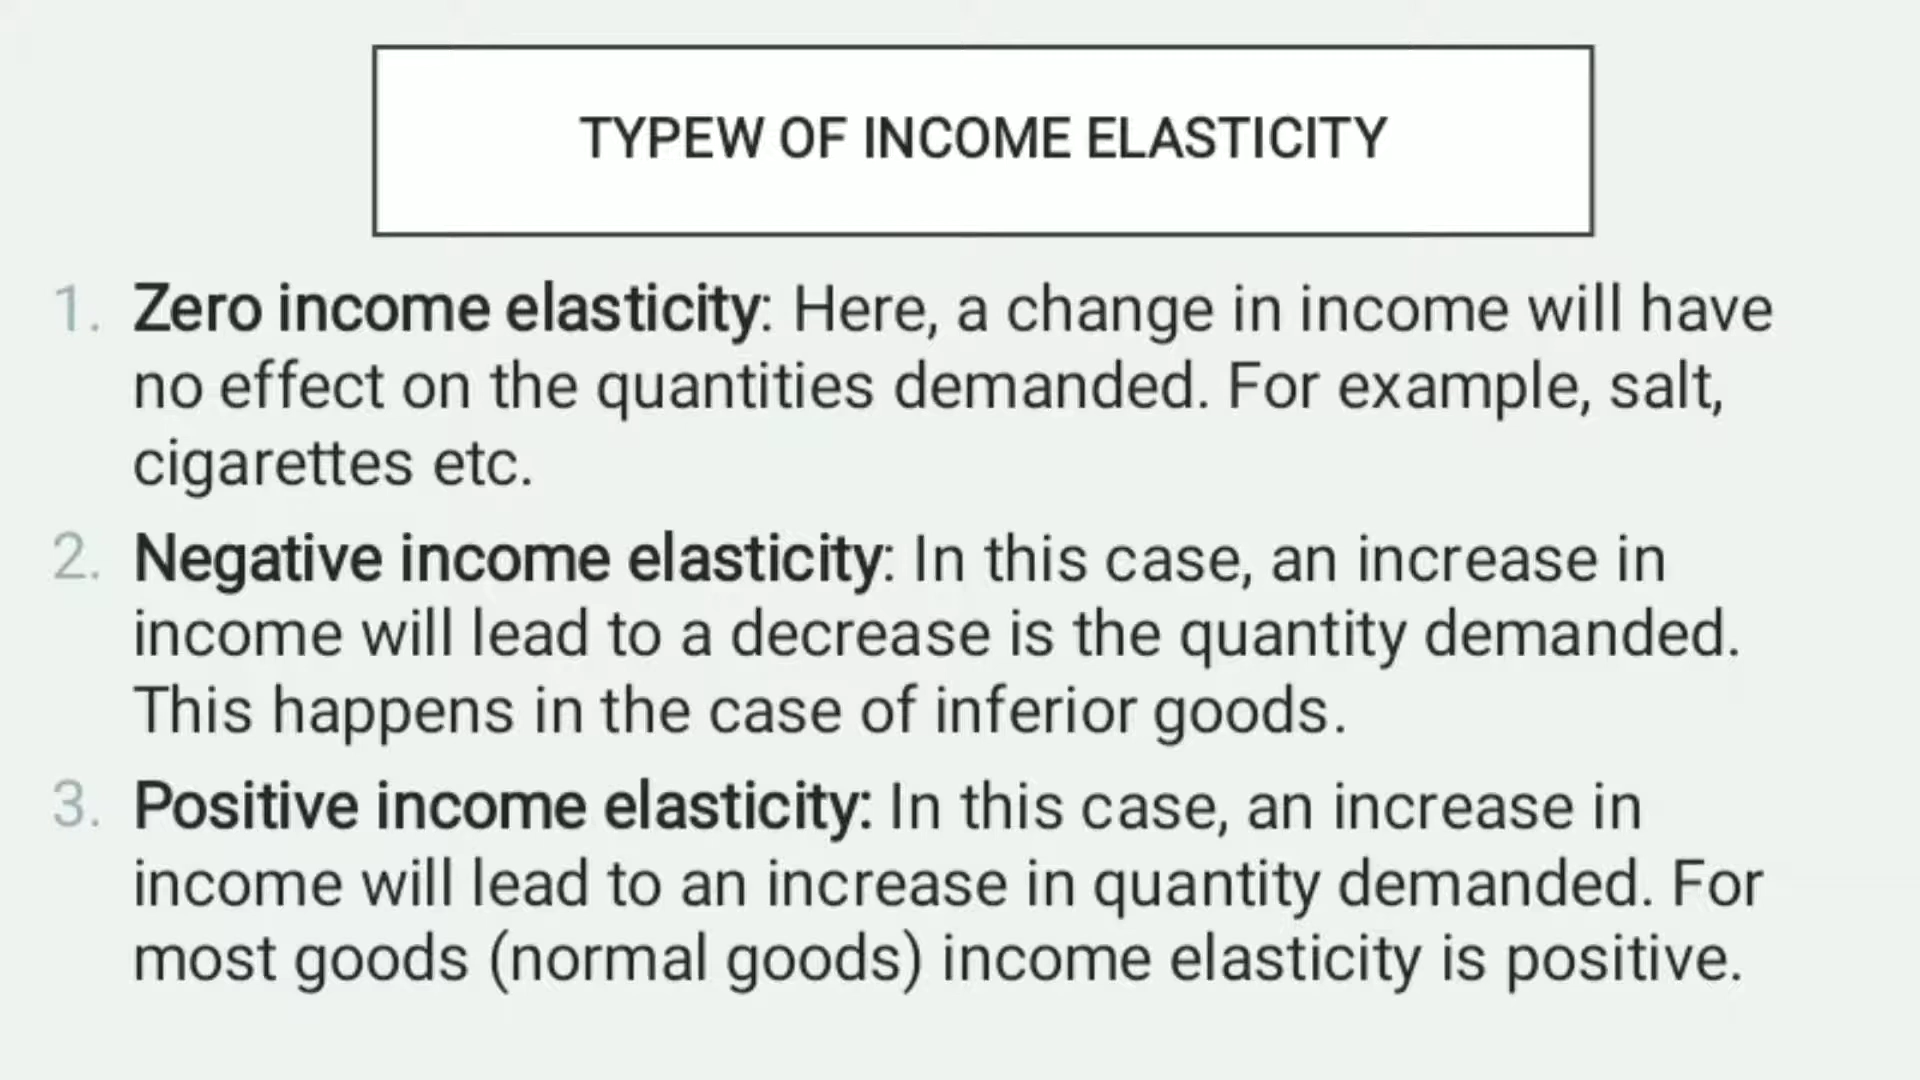 TYPEW OF INCOME ELASTICITY
1. Zero income elasticity: Here, a change in income will have
no effect on the quantities demanded. For example, salt,
cigarettes etc.
2. Negative income elasticity: In this case, an increase in
income will lead to a decrease is the quantity demanded.
This happens in the case of inferior goods.
3. Positive income elasticity: In this case, an increase in
income will lead to an increase in quantity demanded. For
most goods (normal goods) income elasticity is positive.